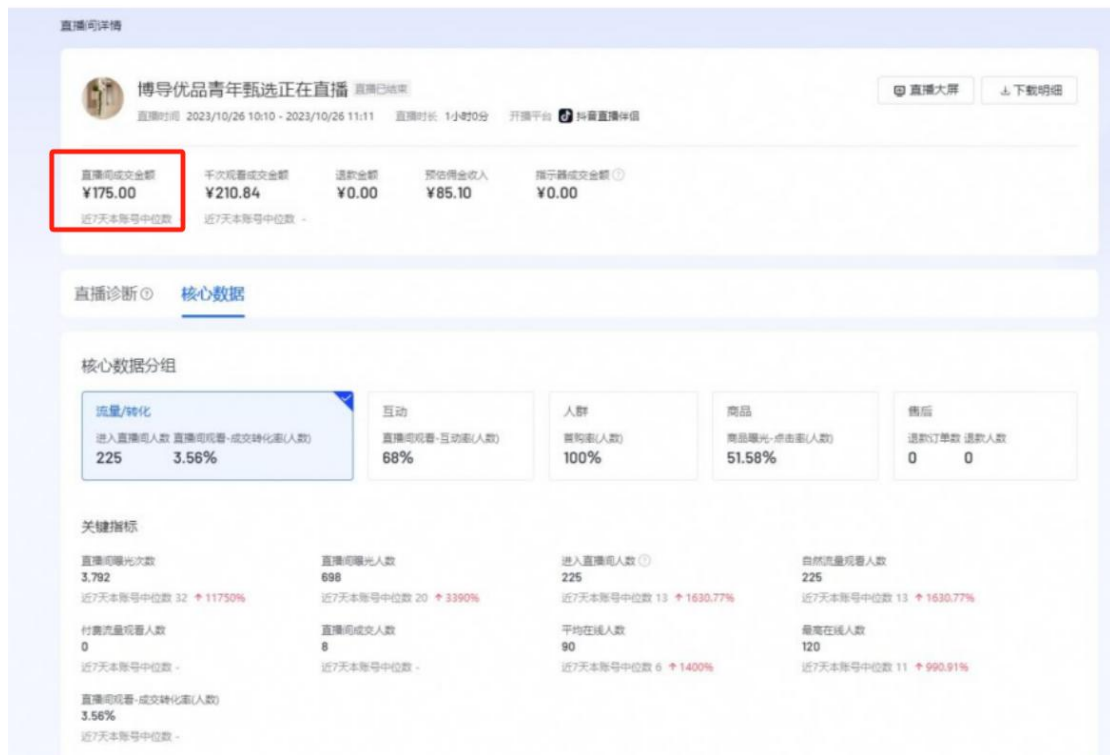 直播间详情
博导优品青年甄选正在直播 直播已结束
直播大屏 下载明细
直播时间 2023/10/26 10:10 - 2023/10/26 11:11 直播时长 1小时0分 开播平台 抖音直播伴侣
直播间成交金额 千次观看成交金额 退款金额 预估佣金收入 指示器成交金额
¥175.00 ¥210.84 ¥0.00 ¥85.10 ¥0.00
近7天本账号中位数 - 近7天本账号中位数 -
直播诊断 核心数据
核心数据分组
流量/转化 互动 人群 商品 售后
进入直播间人数 直播间观看-成交转化率(人数) 直播间观看-互动率(人数) 首购率(人数) 商品曝光-点击率(人数) 退款订单数 退款人数
225 3.56% 68% 100% 51.58% 0 0
关键指标
直播间曝光次数 直播间曝光人数 进入直播间人数 自然流量观看人数
3,792 698 225 225
近7天本账号中位数 32 ↑11750% 近7天本账号中位数 20 ↑3390% 近7天本账号中位数 13 ↑1630.77% 近7天本账号中位数 13 ↑1630.77%
付费流量观看人数 直播间成交人数 平均在线人数 最高在线人数
0 8 90 120
近7天本账号中位数 - 近7天本账号中位数 - 近7天本账号中位数 6 ↑1400% 近7天本账号中位数 11 ↑990.91%
直播间观看-成交转化率(人数)
3.56%
近7天本账号中位数 -